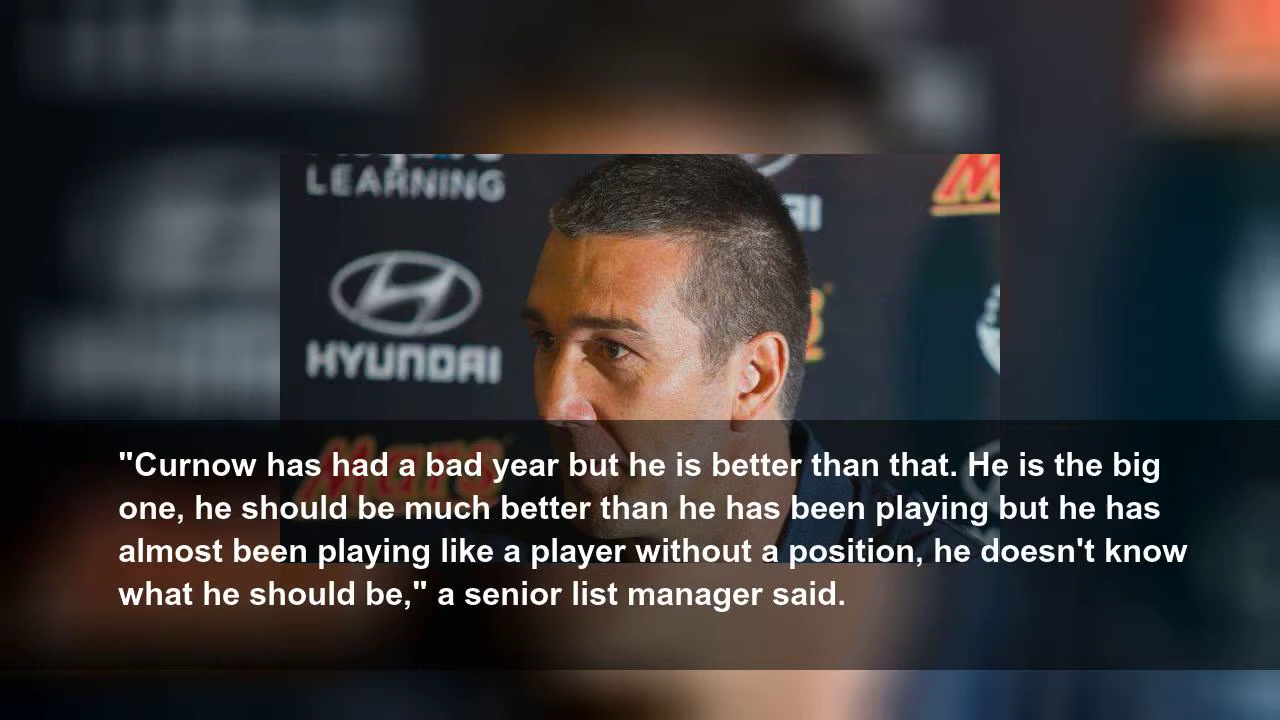 LEARNING
HYUNDAI
Mars
"Curnow has had a bad year but he is better than that. He is the big
one, he should be much better than he has been playing but he has
almost been playing like a player without a position, he doesn't know
what he should be," a senior list manager said.